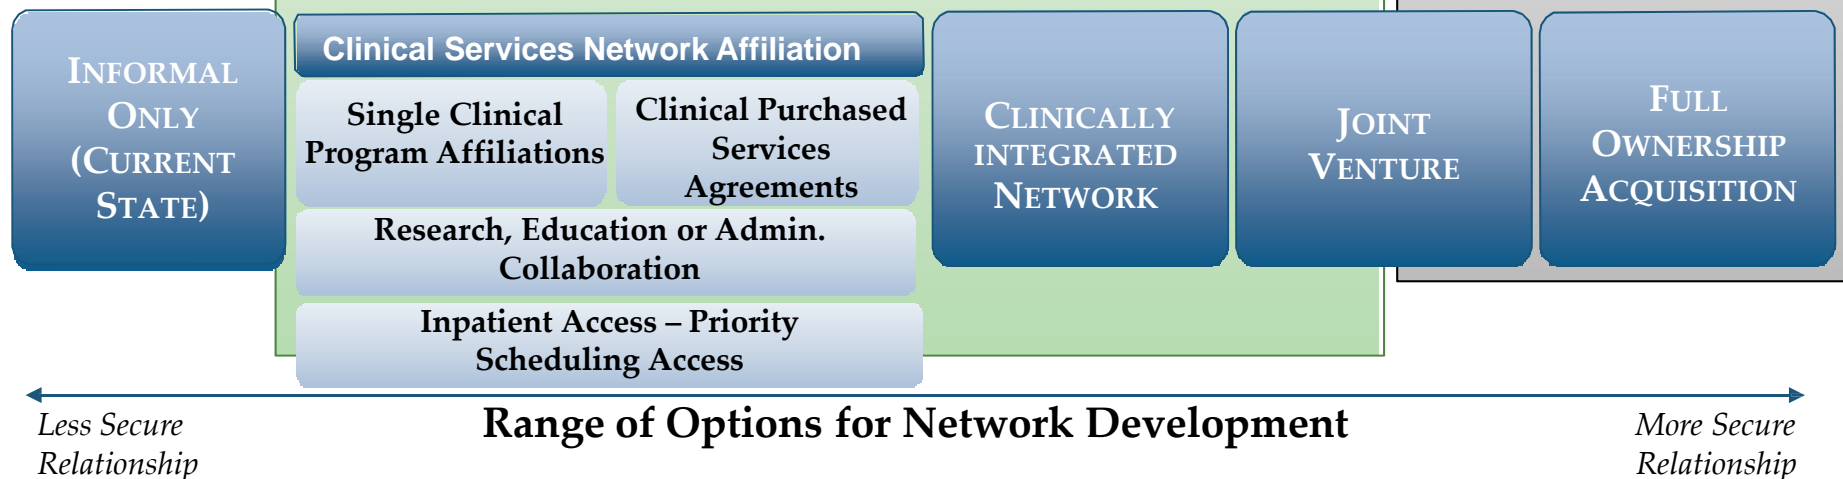 INFORMAL
ONLY
(CURRENT
STATE)
Clinical Services Network Affiliation
Single Clinical
Program Affiliations
Clinical Purchased
Services
Agreements
Research, Education or Admin.
Collaboration
Inpatient Access – Priority
Scheduling Access
CLINICALLY
INTEGRATED
NETWORK
JOINT
VENTURE
FULL
OWNERSHIP
ACQUISITION
Less Secure
Relationship
Range of Options for Network Development
More Secure
Relationship